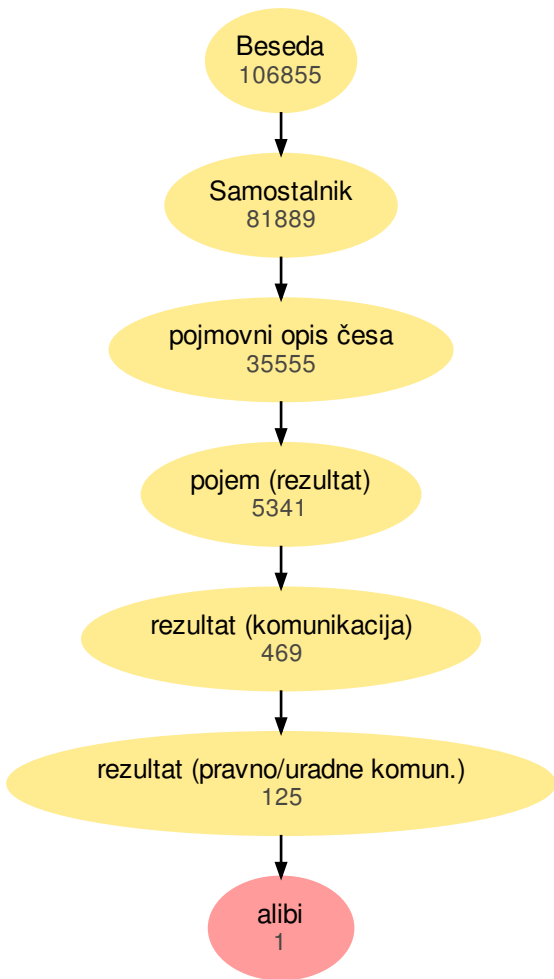 Beseda
106855
Samostalnik
81889
pojmovni opis česa
35555
pojem (rezultat)
5341
rezultat (komunikacija)
469
rezultat (pravno/uradne komun.)
125
alibi
1